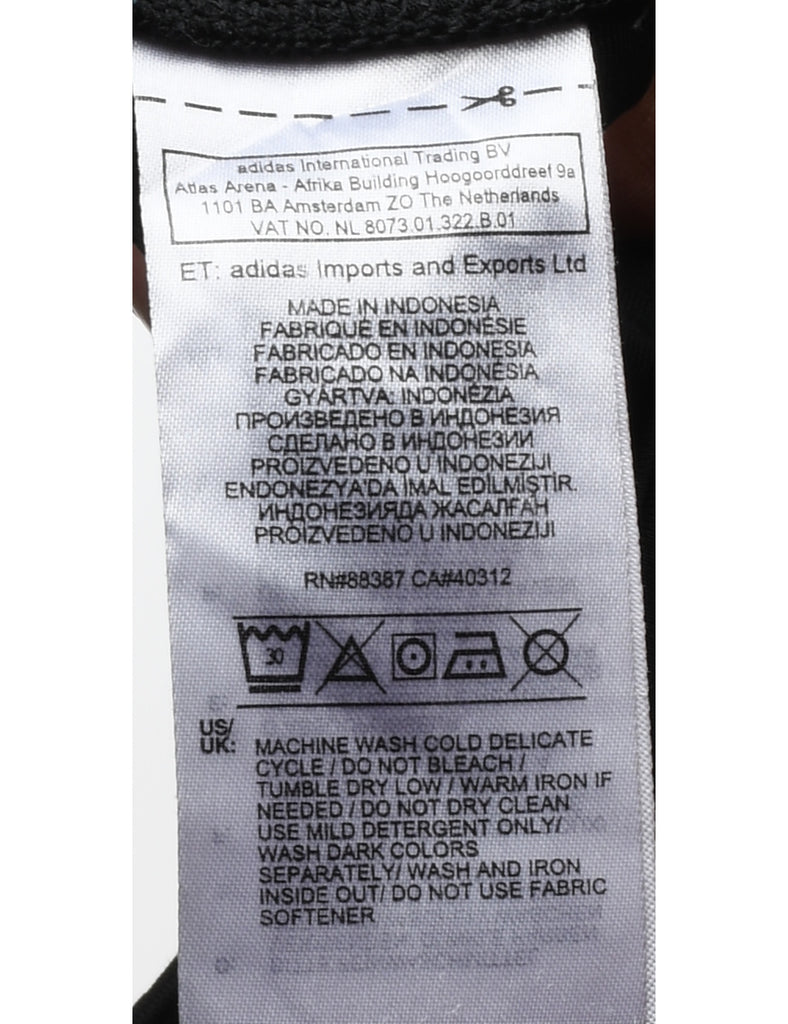 adidas International Trading BV
Atlas Arena - Afrika Building Hoogoorddreef 9a
1101 BA Amsterdam ZO The Netherlands
VAT NO. NL 8073.01.322.B.01
ET: adidas Imports and Exports Ltd
MADE IN INDONESIA
FABRIQUÉ EN INDONÉSIE
FABRICADO EN INDONESIA
FABRICADO NA INDONÉSIA
GYÁRTVA: INDONÉZIA
ПРОИЗВЕДЕНО В ИНДОНЕЗИЯ
СДЕЛАНО В ИНДОНЕЗИИ
PROIZVEDENO U INDONEZIJI
ENDONEZYA'DA İMAL EDİLMİŞTİR.
ИНДОНЕЗИЯДА ЖАСАЛҒАН
PROIZVEDENO U INDONEZIJI
RN#88387 CA#40312
30
US/
UK: MACHINE WASH COLD DELICATE
CYCLE / DO NOT BLEACH /
TUMBLE DRY LOW / WARM IRON IF
NEEDED / DO NOT DRY CLEAN
USE MILD DETERGENT ONLY/
WASH DARK COLORS
SEPARATELY/ WASH AND IRON
INSIDE OUT/ DO NOT USE FABRIC
SOFTENER